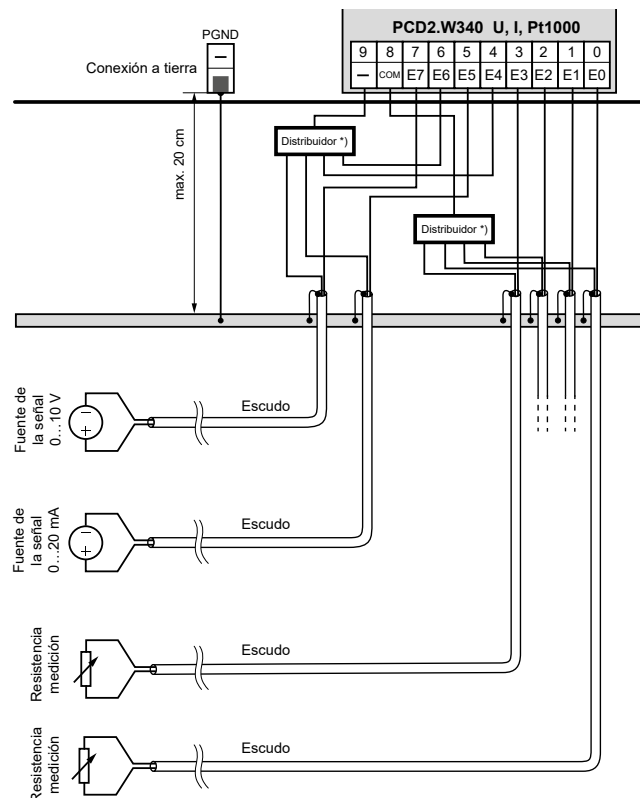 PCD2.W340 U, I, Pt1000
PGND
9 8 7 6 5 4 3 2 1 0
– COM E7 E6 E5 E4 E3 E2 E1 E0
–
Conexión a tierra
max. 20 cm
Distribuidor *)
Distribuidor *)
Fuente de
la señal
0...10 V
–
+
Escudo
Fuente de
la señal
0...20 mA
–
+
Escudo
Resistencia
medición
Escudo
Resistencia
medición
Escudo